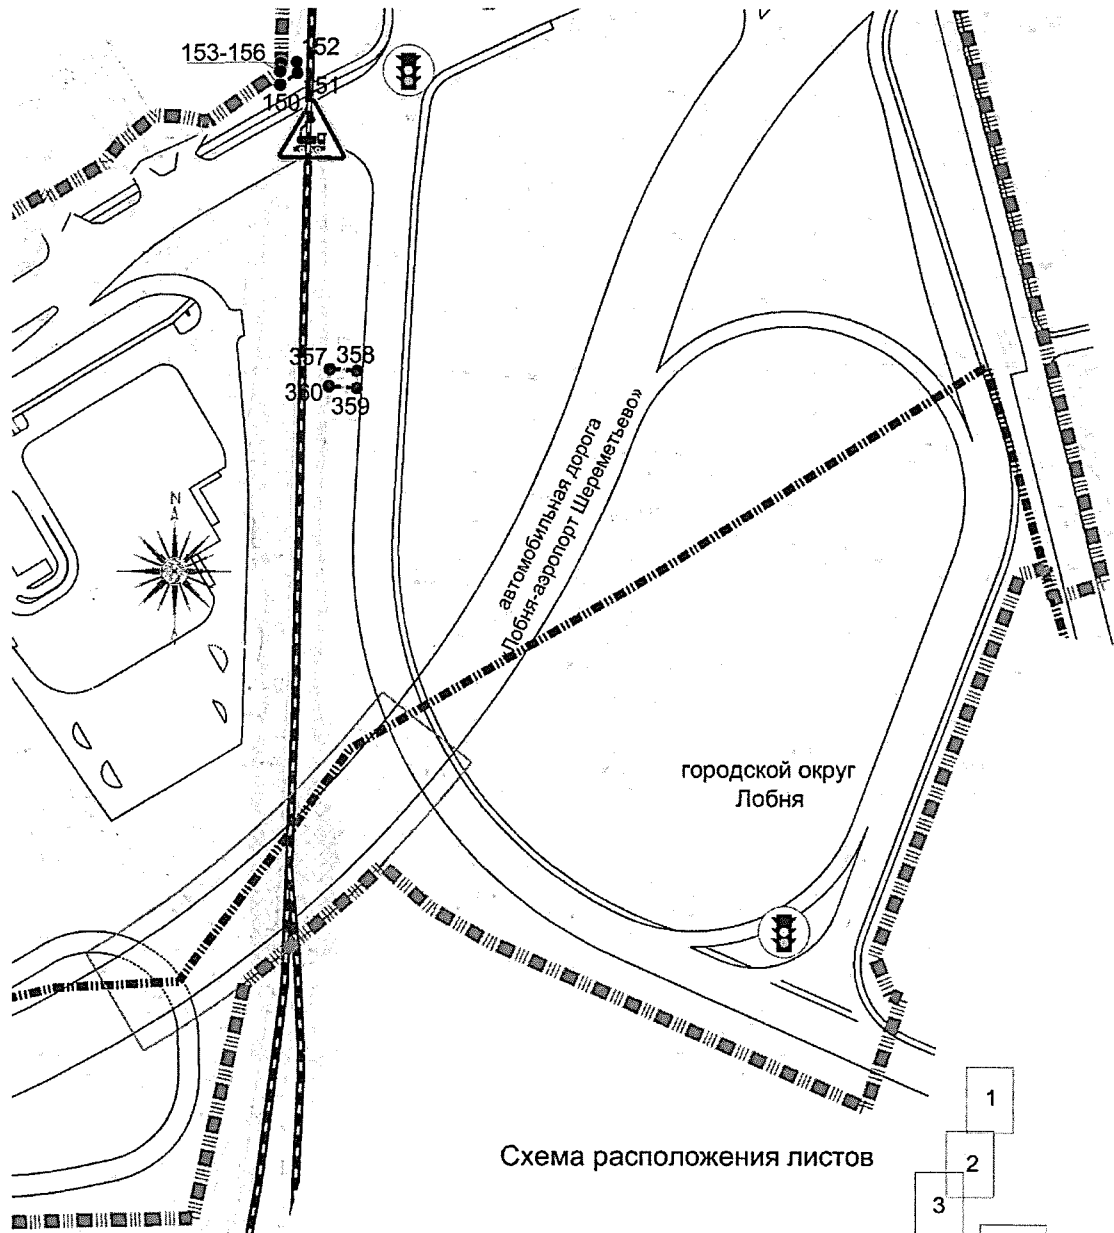 153-156
152
151
150
357
358
360
359
автомобильная дорога
Лобня-аэропорт Шереметьево»
N
городской округ
Лобня
1
Схема расположения листов
2
3